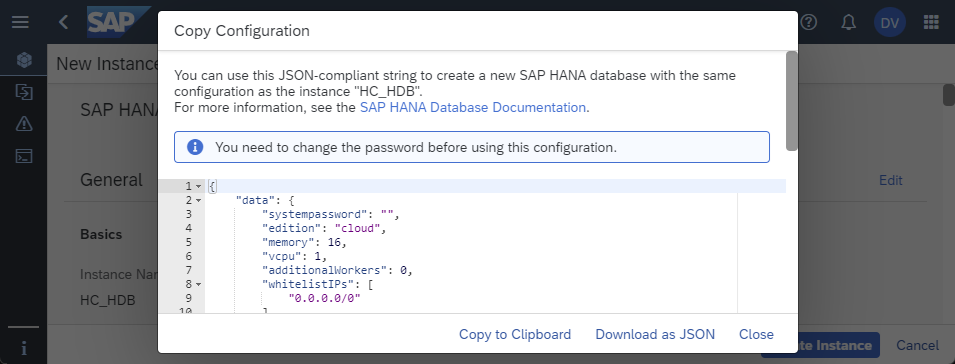 SAP
DV
Copy Configuration
New Instance
You can use this JSON-compliant string to create a new SAP HANA database with the same
configuration as the instance "HC_HDB".
For more information, see the SAP HANA Database Documentation.
SAP HANA
You need to change the password before using this configuration.
General
Edit
1 {
2 "data": {
3 "systempassword": "",
4 "edition": "cloud",
5 "memory": 16,
6 "vcpu": 1,
7 "additionalWorkers": 0,
8 "whitelistIPs": [
9 "0.0.0.0/0"
10 ]
Basics
Instance Nam
HC_HDB
Copy to Clipboard Download as JSON Close
Instance Cancel